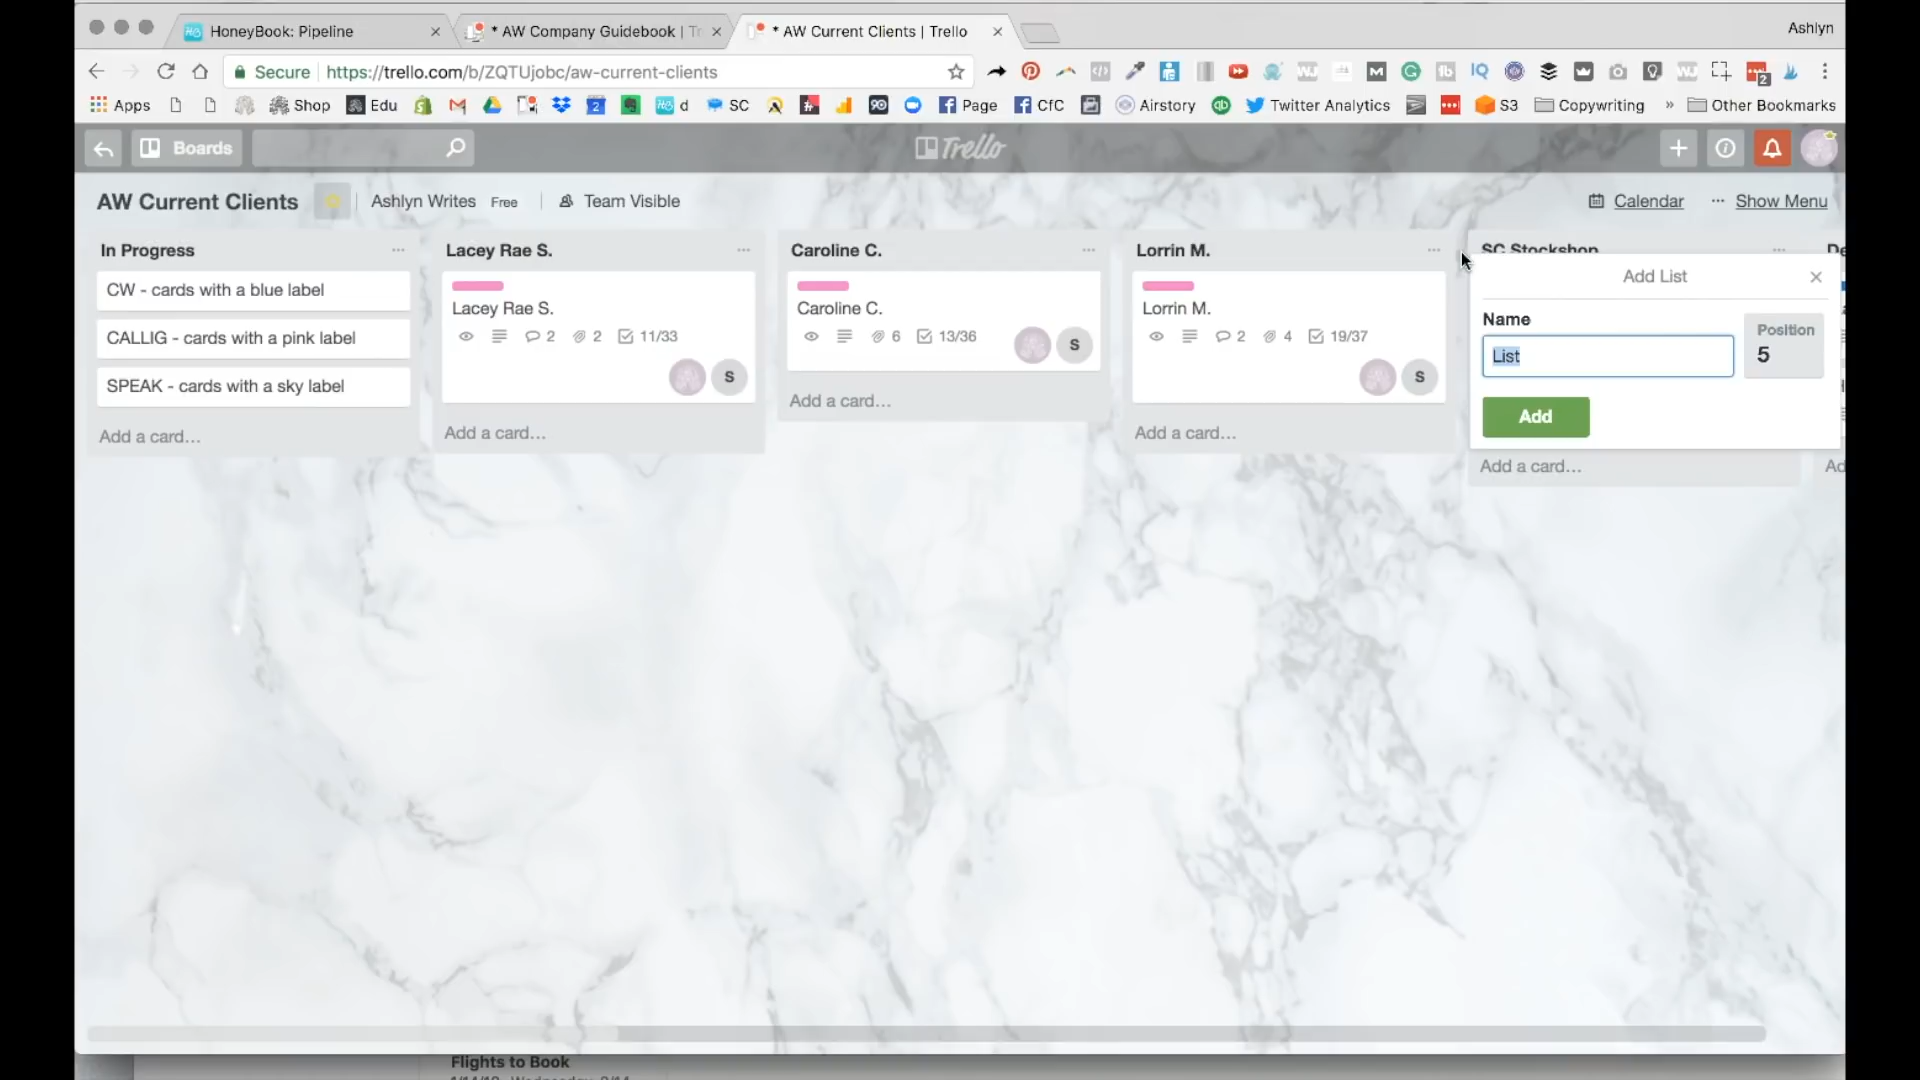 HoneyBook: Pipeline
* AW Company Guidebook | Tr
* AW Current Clients | Trello
Ashlyn
Secure
https://trello.com/b/ZQTUjobc/aw-current-clients
Apps
Shop
Edu
d
SC
Page
CfC
Airstory
Twitter Analytics
S3
Copywriting
»
Other Bookmarks
Boards
Trello
AW Current Clients
Ashlyn Writes
Free
Team Visible
Calendar
Show Menu
In Progress
CW - cards with a blue label
CALLIG - cards with a pink label
SPEAK - cards with a sky label
Add a card…
Lacey Rae S.
Lacey Rae S.
2
2
11/33
S
Add a card…
Caroline C.
Caroline C.
6
13/36
S
Add a card…
Lorrin M.
Lorrin M.
2
4
19/37
S
Add a card…
SC Stockshop
Add List
Name
List
Position
5
Add
Add a card…
De
Ad
Flights to Book